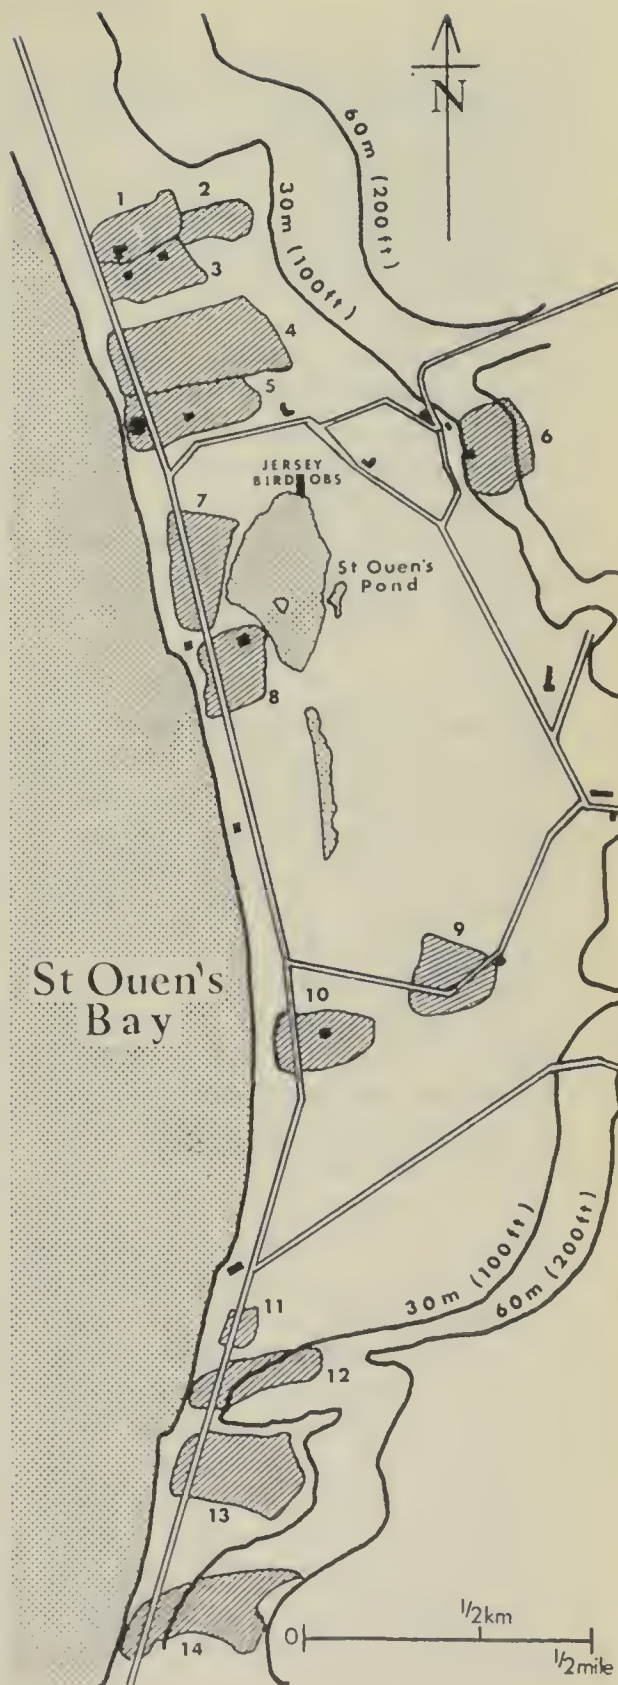 N
60m (200ft)
30m (100ft)
1
2
3
4
5
6
JERSEY
BIRD OBS
7
St Ouen's
Pond
8
9
St Ouen's
Bay
10
30m (100ft)
60m (200ft)
11
12
13
14
0
1/2km
1/2mile